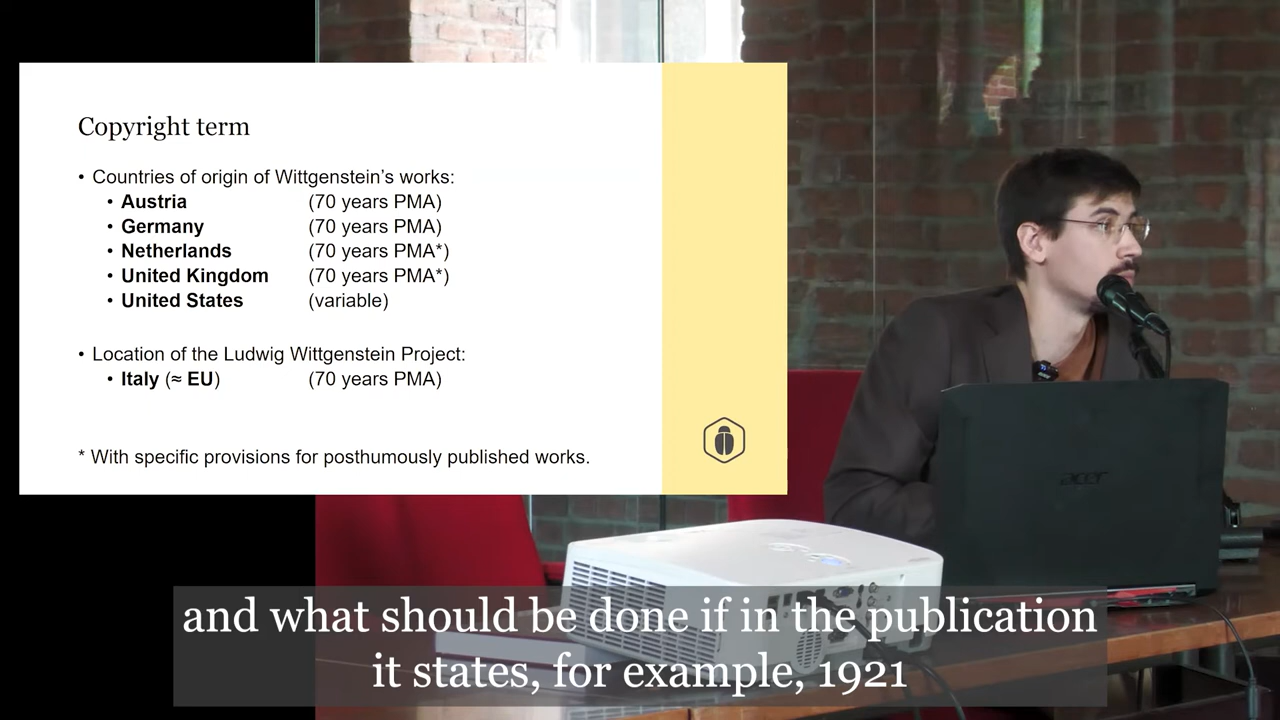 Copyright term
• Countries of origin of Wittgenstein's works:
• Austria (70 years PMA)
• Germany (70 years PMA)
• Netherlands (70 years PMA*)
• United Kingdom (70 years PMA*)
• United States (variable)
• Location of the Ludwig Wittgenstein Project:
• Italy (≈ EU) (70 years PMA)
* With specific provisions for posthumously published works.
acer
and what should be done if in the publication
it states, for example, 1921